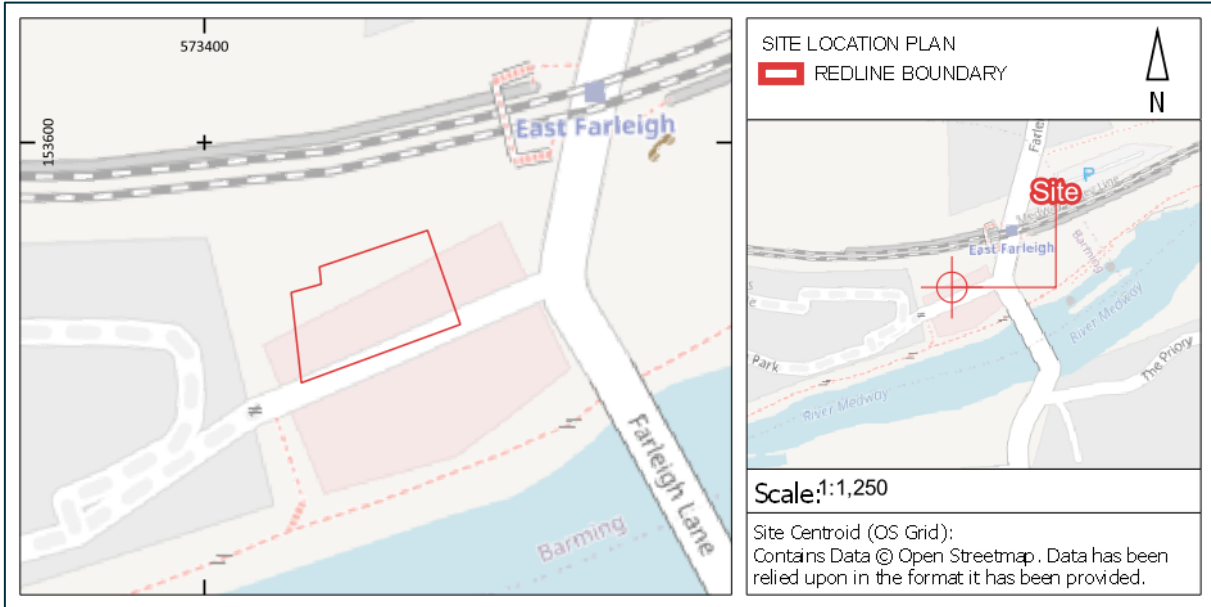 573400
153600
East Farleigh
Farleigh Lane
Barming
SITE LOCATION PLAN
REDLINE BOUNDARY
N
Site
P
East Farleigh
Barming
River Medway
River Medway
The Priory
Park
Scale:1:1,250
Site Centroid (OS Grid):
Contains Data © Open Streetmap. Data has been
relied upon in the format it has been provided.